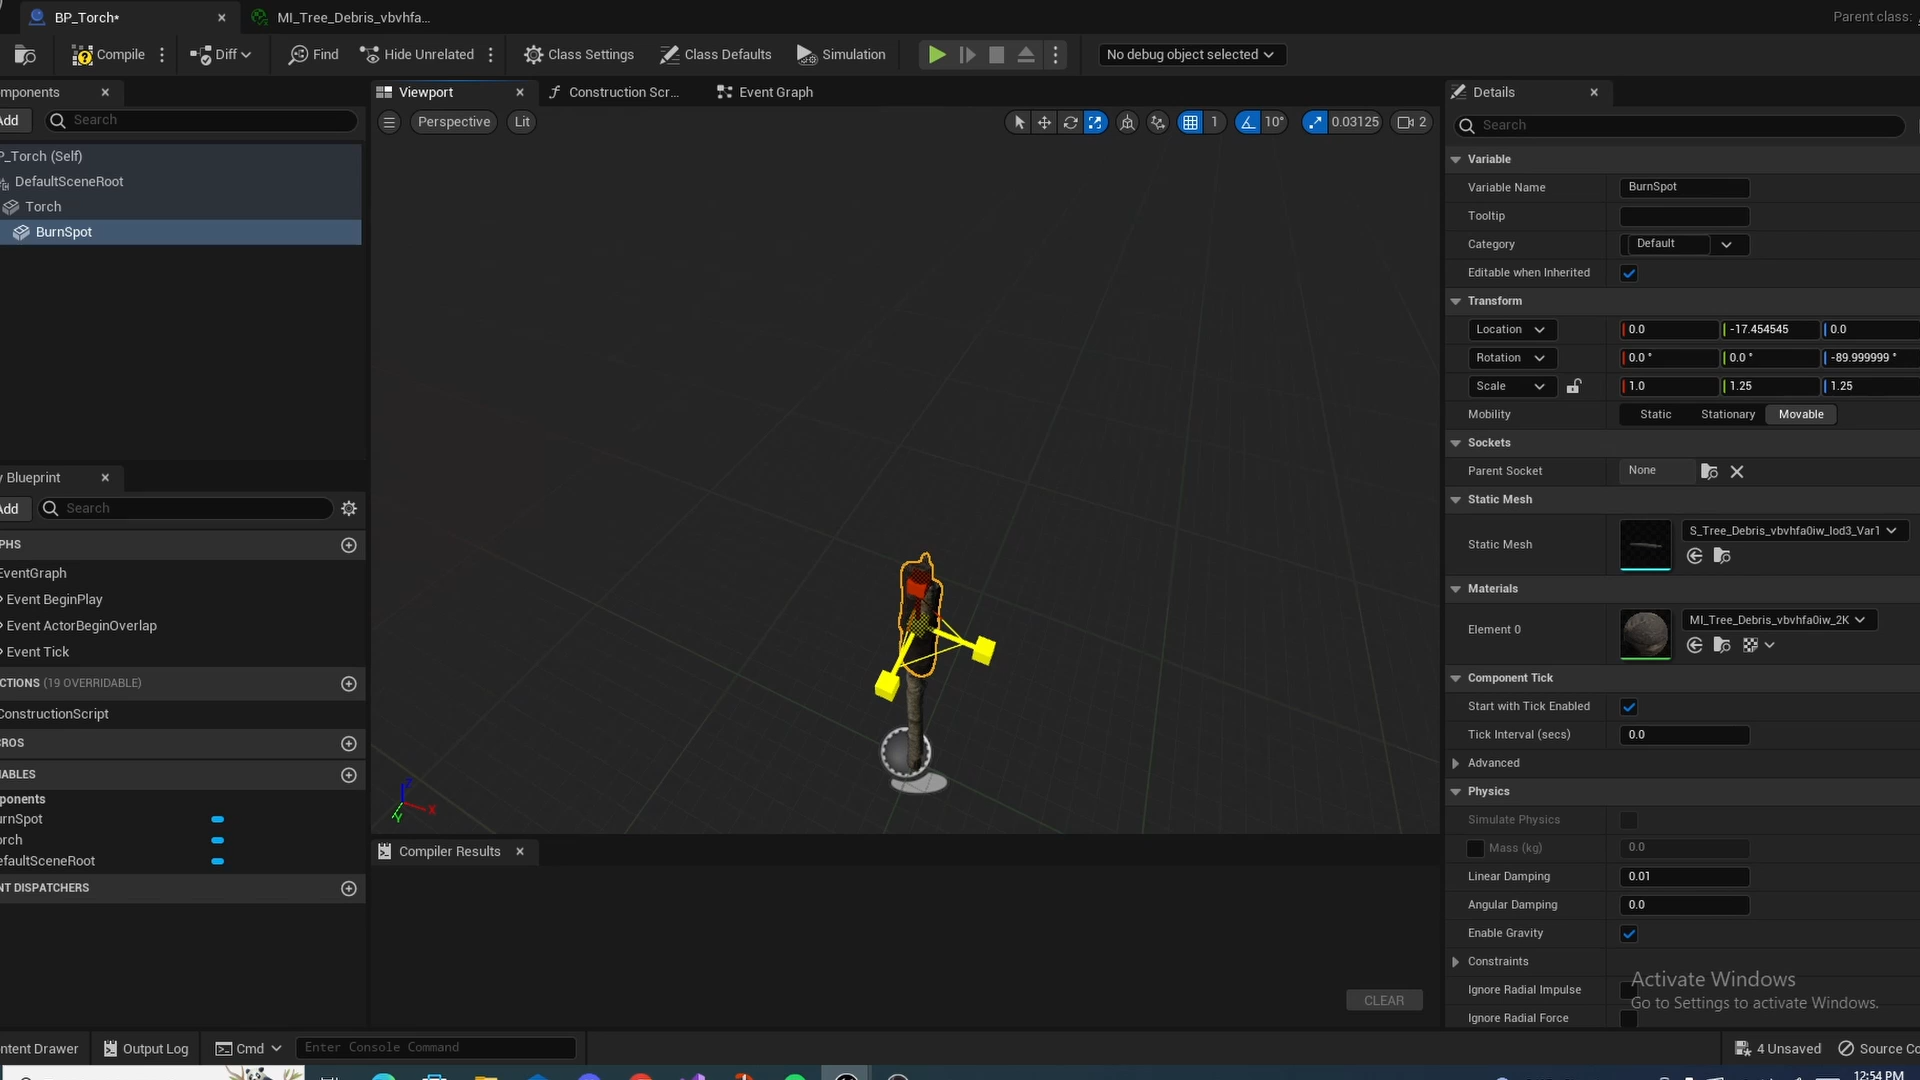 BP_Torch*
MI_Tree_Debris_vbvhfa...
Parent class:
Compile
Diff
Find
Hide Unrelated
Class Settings
Class Defaults
Simulation
No debug object selected
mponents
Viewport
Construction Scr...
Event Graph
Details
Add
Search
Perspective
Lit
1
10°
0.03125
2
Search
P_Torch (Self)
DefaultSceneRoot
Torch
BurnSpot
Variable
Variable Name
BurnSpot
Tooltip
Category
Default
Editable when Inherited
Transform
Location
0.0
-17.454545
0.0
Rotation
0.0 °
0.0 °
-89.999999 °
Scale
1.0
1.25
1.25
Mobility
Static
Stationary
Movable
Sockets
Parent Socket
None
Static Mesh
Static Mesh
S_Tree_Debris_vbvhfa0iw_lod3_Var1
Materials
Element 0
MI_Tree_Debris_vbvhfa0iw_2K
Component Tick
Start with Tick Enabled
Tick Interval (secs)
0.0
Advanced
Physics
Simulate Physics
Mass (kg)
0.0
Linear Damping
0.01
Angular Damping
0.0
Enable Gravity
Constraints
Ignore Radial Impulse
Ignore Radial Force
y Blueprint
Add
Search
PHS
EventGraph
Event BeginPlay
Event ActorBeginOverlap
Event Tick
CTIONS (19 OVERRIDABLE)
ConstructionScript
CROS
IABLES
ponents
urnSpot
orch
efaultSceneRoot
NT DISPATCHERS
Z
X
Y
Compiler Results
CLEAR
Activate Windows
Go to Settings to activate Windows.
ntent Drawer
Output Log
Cmd
Enter Console Command
4 Unsaved
Source Co
12:54 PM